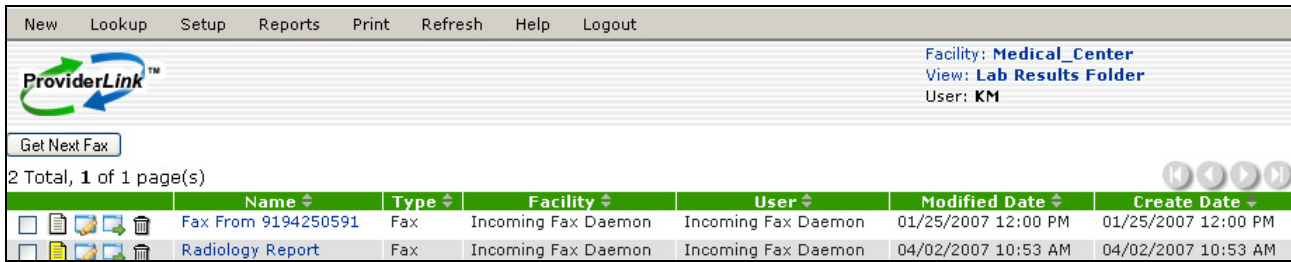 New Lookup Setup Reports Print Refresh Help Logout
ProviderLink™
Facility: Medical_Center
View: Lab Results Folder
User: KM
Get Next Fax
2 Total, 1 of 1 page(s)
Name Type Facility User Modified Date Create Date
Fax From 9194250591 Fax Incoming Fax Daemon Incoming Fax Daemon 01/25/2007 12:00 PM 01/25/2007 12:00 PM
Radiology Report Fax Incoming Fax Daemon Incoming Fax Daemon 04/02/2007 10:53 AM 04/02/2007 10:53 AM